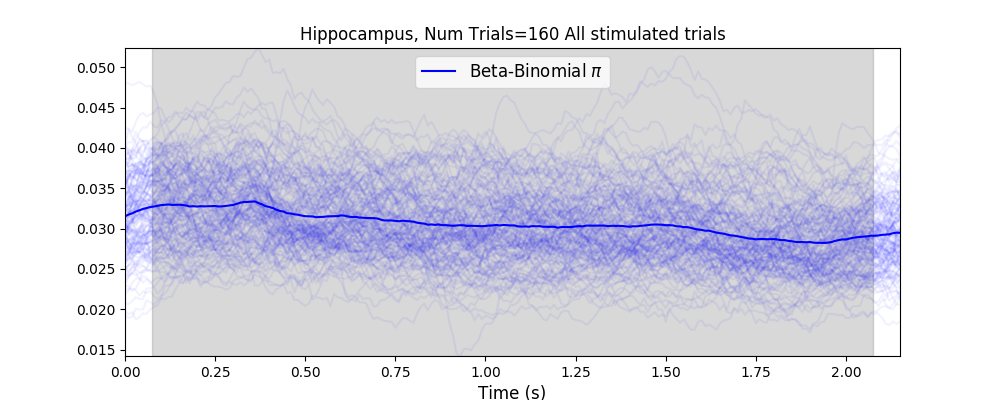 Hippocampus, Num Trials=160 All stimulated trials
Beta-Binomial π
0.050
0.045
0.040
0.035
0.030
0.025
0.020
0.015
0.00 0.25 0.50 0.75 1.00 1.25 1.50 1.75 2.00
Time (s)